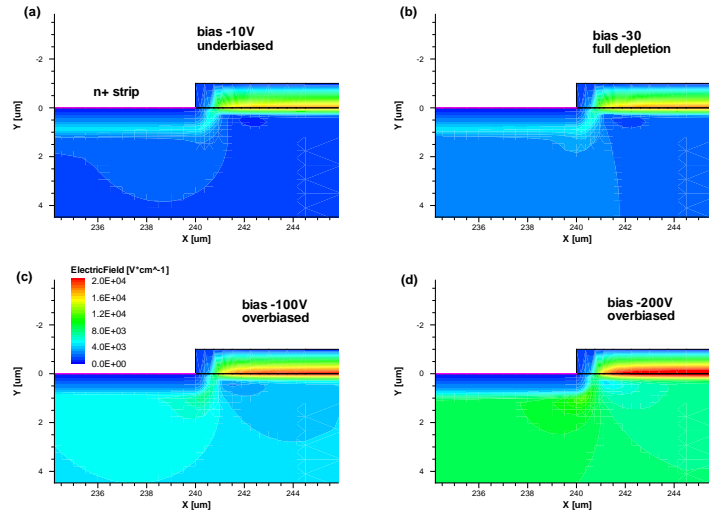 (a)
bias -10V
underbiased
n+ strip
Y [um]
-2
0
2
4
236
238
240
242
244
X [um]
(b)
bias -30
full depletion
Y [um]
-2
0
2
4
236
238
240
242
244
X [um]
(c)
ElectricField [V*cm^-1]
2.0E+04
1.6E+04
1.2E+04
8.0E+03
4.0E+03
0.0E+00
bias -100V
overbiased
Y [um]
-2
0
2
4
236
238
240
242
244
X [um]
(d)
bias -200V
overbiased
Y [um]
-2
0
2
4
236
238
240
242
244
X [um]